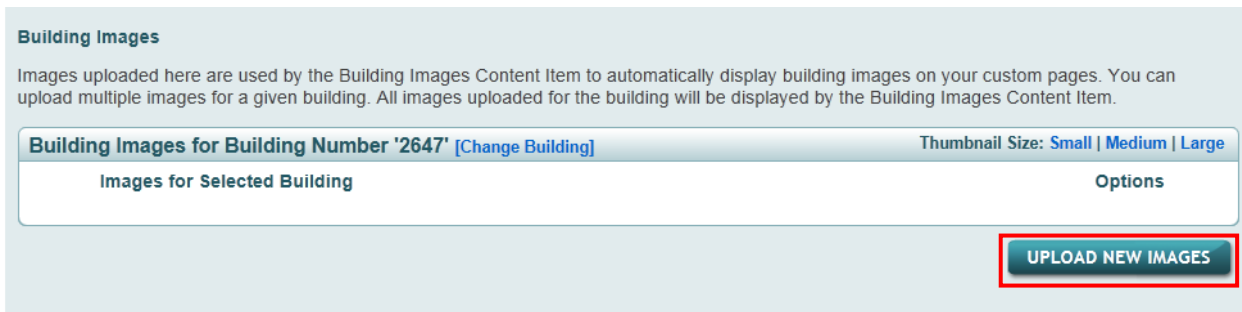 Building Images
Images uploaded here are used by the Building Images Content Item to automatically display building images on your custom pages. You can
upload multiple images for a given building. All images uploaded for the building will be displayed by the Building Images Content Item.
Building Images for Building Number '2647' [Change Building] Thumbnail Size: Small | Medium | Large
Images for Selected Building Options
UPLOAD NEW IMAGES